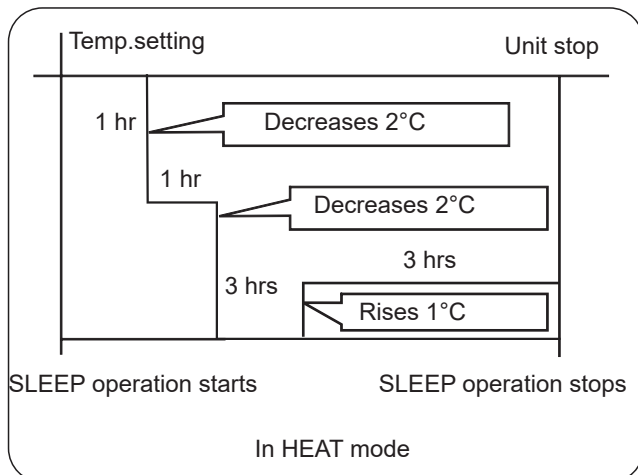 Temp.setting
Unit stop
1 hr
Decreases 2°C
1 hr
Decreases 2°C
3 hrs
3 hrs
Rises 1°C
SLEEP operation starts
SLEEP operation stops
In HEAT mode